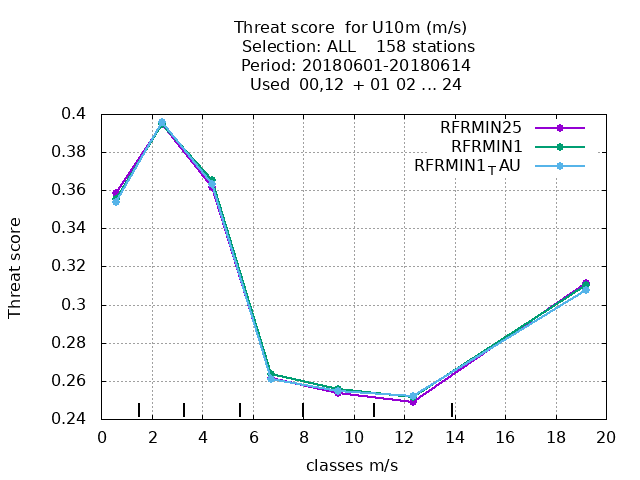 Threat score  for U10m (m/s)
Selection: ALL    158 stations
Period: 20180601-20180614
Used  00,12  + 01 02 ... 24
0.4
0.38
0.36
0.34
0.32
0.3
0.28
0.26
0.24
Threat score
RFRMIN25
RFRMIN1
RFRMIN1TAU
0 2 4 6 8 10 12 14 16 18 20
classes m/s